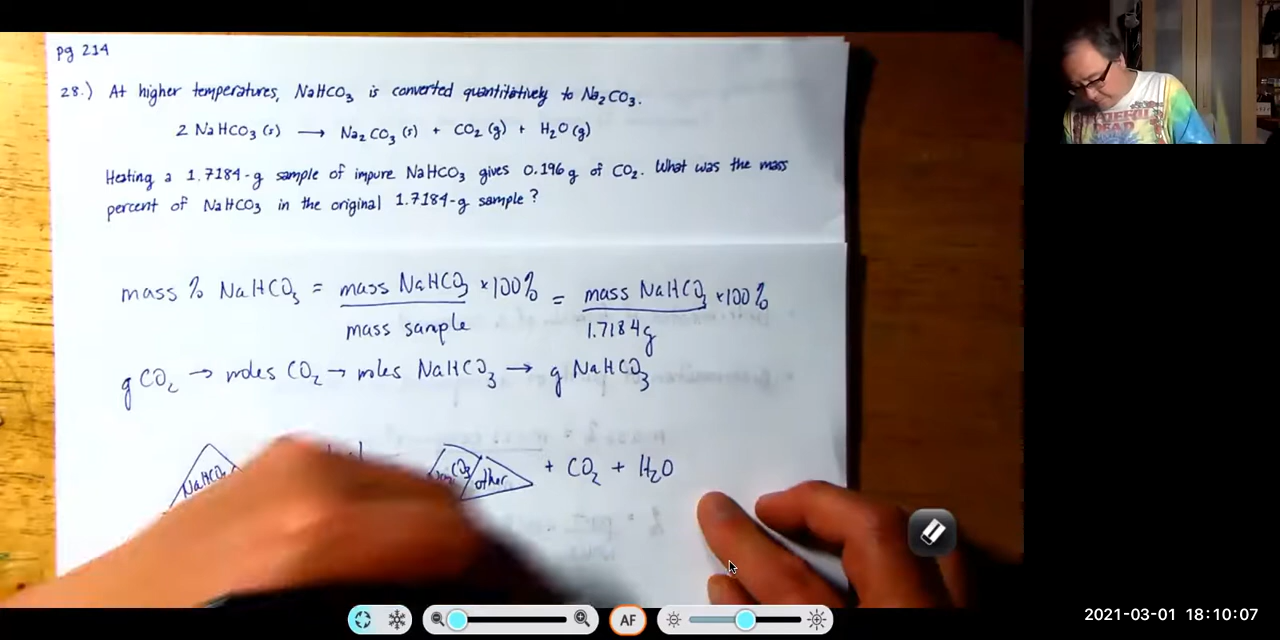 pg 214
28.) At higher temperatures, NaHCO₃ is converted quantitatively to Na₂CO₃.
2 NaHCO₃(s) → Na₂CO₃(s) + CO₂(g) + H₂O(g)
Heating a 1.7184-g sample of impure NaHCO₃ gives 0.196g of CO₂. What was the mass
percent of NaHCO₃ in the original 1.7184-g sample?
mass % NaHCO₃ = mass NaHCO₃ / mass sample ×100% = mass NaHCO₃ / 1.7184g ×100%
g CO₂ → moles CO₂ → moles NaHCO₃ → g NaHCO₃
NaHCO other + CO₂ + H₂O
AF
2021-03-01 18:10:07